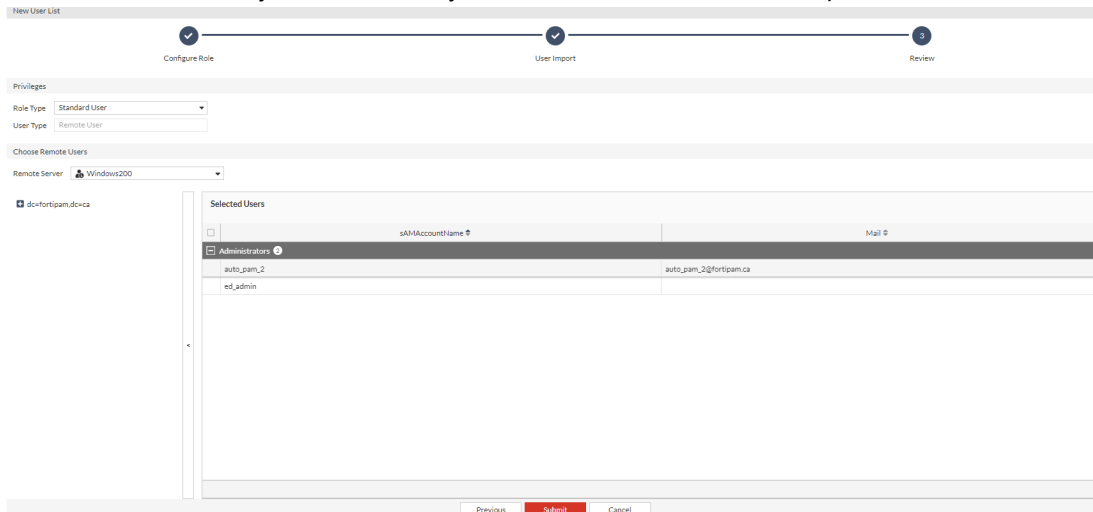 New User List
3
Configure Role
User Import
Review
Privileges
Role Type Standard User
User Type Remote User
Choose Remote Users
Remote Server Windows200
dc=fortipam,dc=ca
Selected Users
sAMAccountName Mail
Administrators 2
auto_pam_2 auto_pam_2@fortipam.ca
ed_admin
<
Previous Submit Cancel